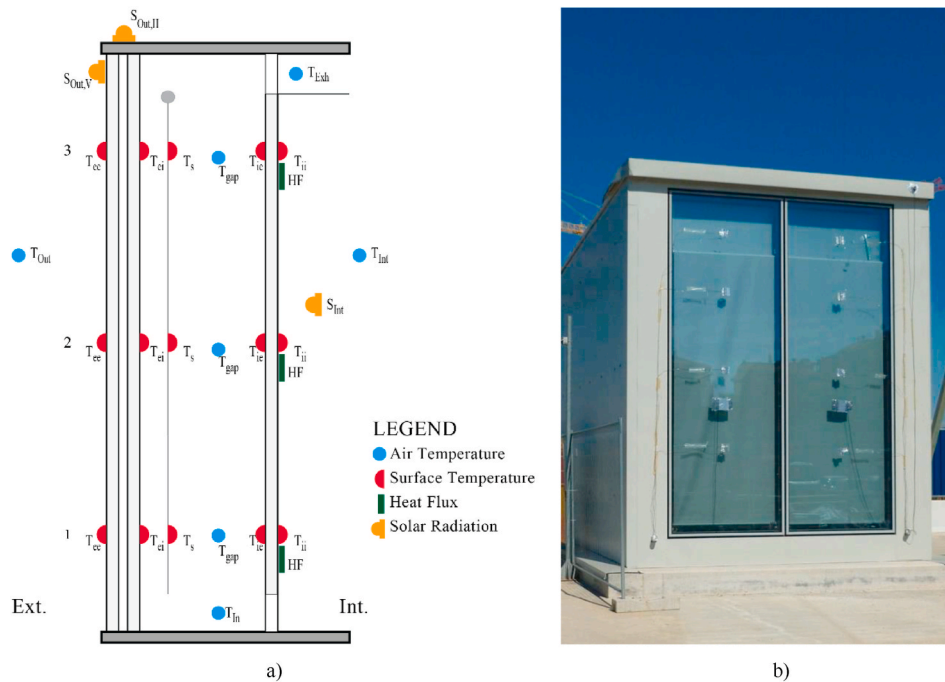 S_Out,H
S_Out,V
T_Exh
3
T_ee T_ei T_s T_gap T_ie T_ii
HF
T_Out T_Int
S_Int
2
T_ee T_ei T_s T_gap T_ie T_ii
HF
LEGEND
Air Temperature
Surface Temperature
Heat Flux
Solar Radiation
1
T_ee T_ei T_s T_gap T_ie T_ii
HF
Ext. T_In Int.
a) b)